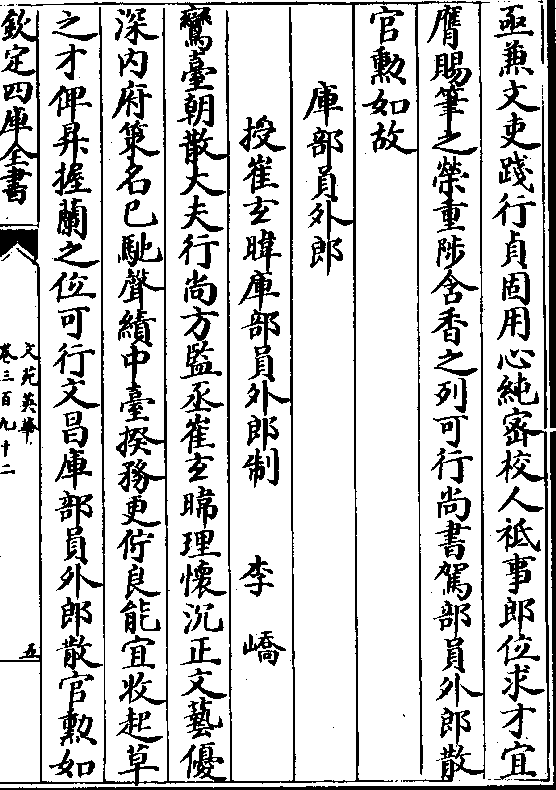 亟兼文吏踐行貞固用心純密校人祗事郎位求才宜
膺賜筆之榮重陟含香之列可行尚書駕部員外郎散
官勲如故
庫部員外郎
授崔玄暐庫部員外郎制 李嶠
鸞臺朝散大夫行尚方監丞崔玄暐理懷沉正文藝優
深内府策名已馳聲績中臺揆務更佇良能宜收起草
之才俾昇握蘭之位可行文昌庫部員外郎散官勲如
欽定四庫全書
文苑英華
卷三百九十二
五